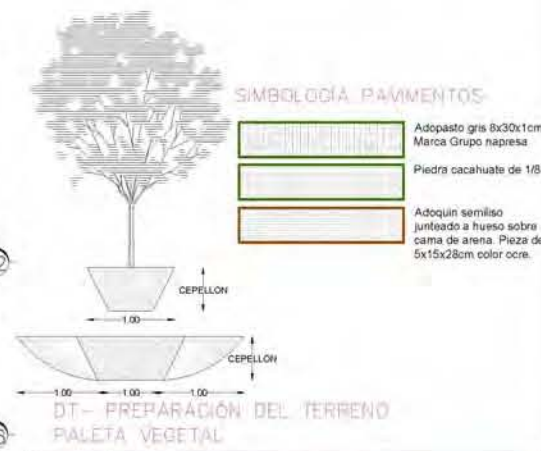 SIMBOLOGÍA PAVIMENTOS
Adopasto gris 8x30x1cm
Marca Grupo napresa
Piedra cacahuate de 1/8
Adoquin semiliso
junteado a hueso sobre
cama de arena. Pieza de
5x15x28cm color ocre.
CEPELLON
1.00
CEPELLON
1.00 1.00 1.00
DT- PREPARACIÓN DEL TERRENO
PALETA VEGETAL